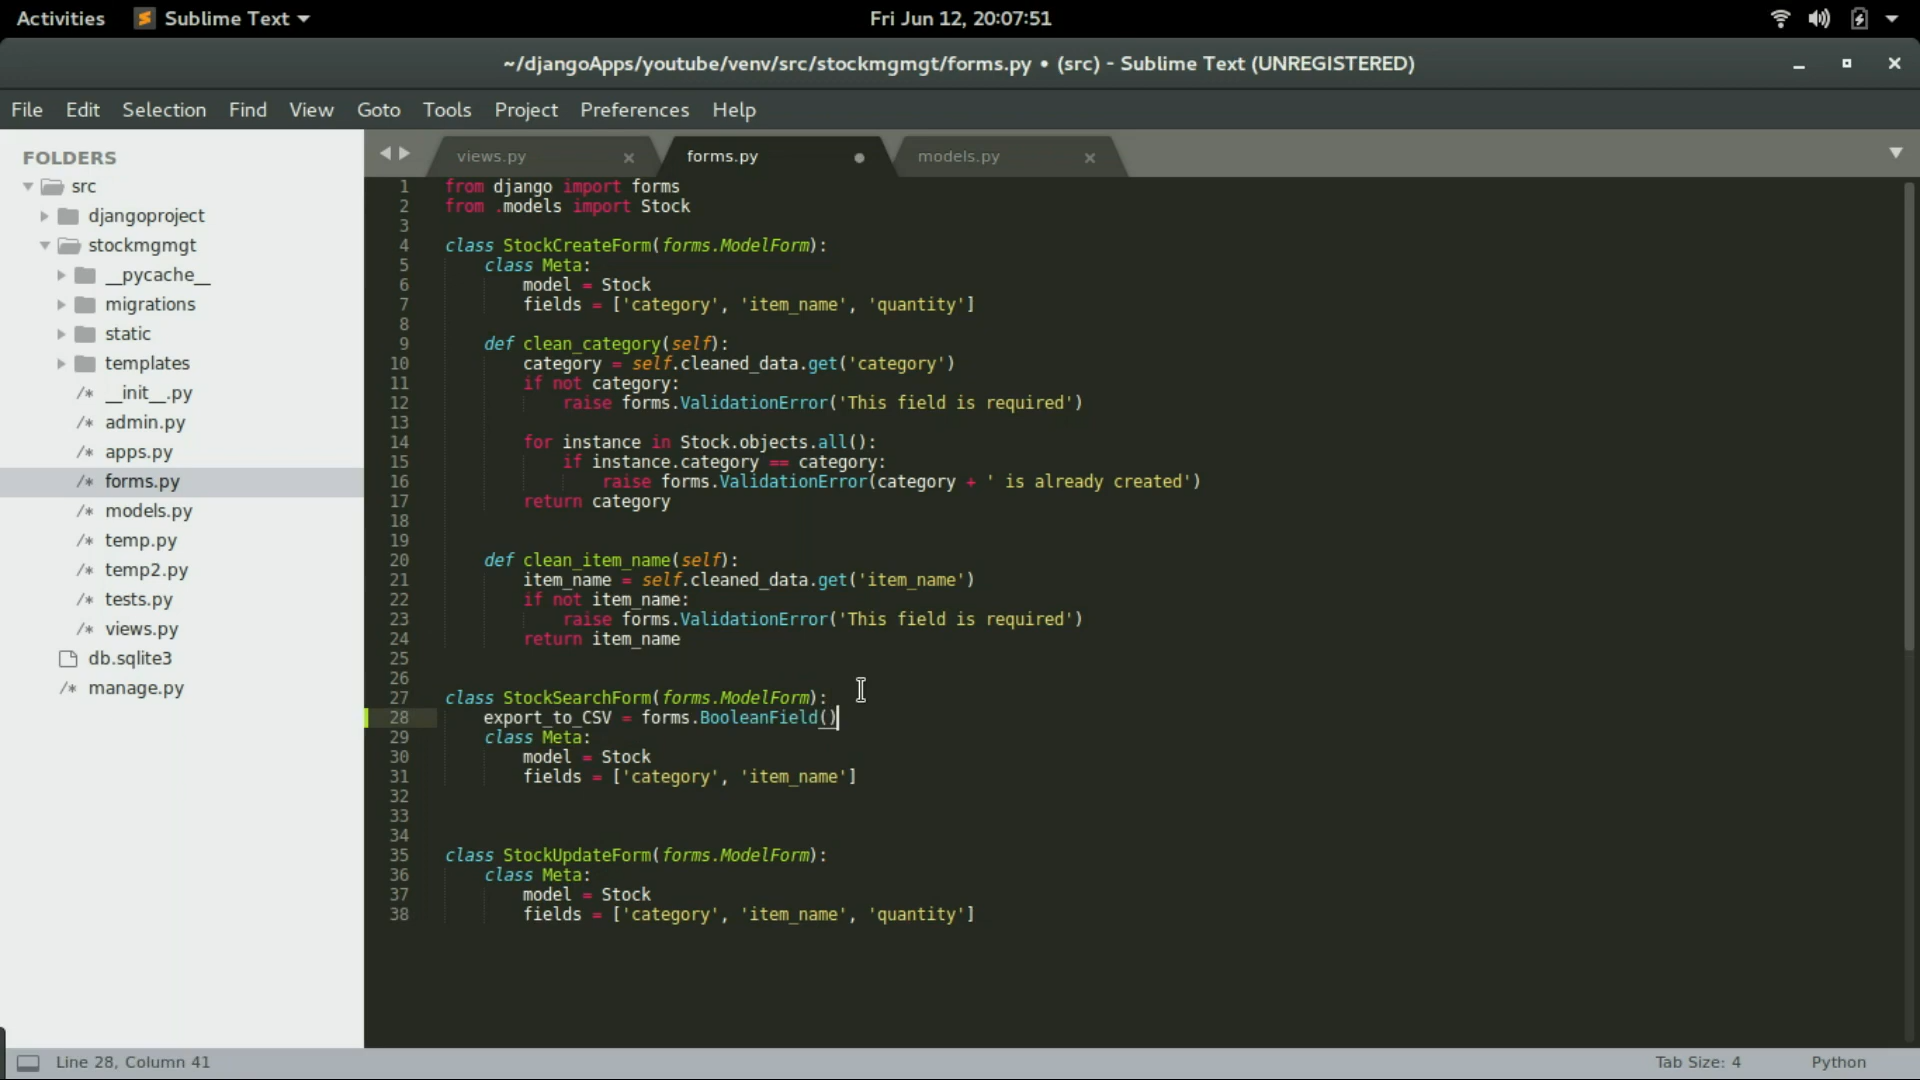 Activities Sublime Text Fri Jun 12, 20:07:51
~/djangoApps/youtube/venv/src/stockmgmgt/forms.py • (src) - Sublime Text (UNREGISTERED)
File Edit Selection Find View Goto Tools Project Preferences Help
FOLDERS
src
djangoproject
stockmgmgt
__pycache__
migrations
static
templates
/* __init__.py
/* admin.py
/* apps.py
/* forms.py
/* models.py
/* temp.py
/* temp2.py
/* tests.py
/* views.py
db.sqlite3
/* manage.py
views.py forms.py models.py
1 from django import forms
2 from .models import Stock
3
4 class StockCreateForm(forms.ModelForm):
5 class Meta:
6 model = Stock
7 fields = ['category', 'item_name', 'quantity']
8
9 def clean_category(self):
10 category = self.cleaned_data.get('category')
11 if not category:
12 raise forms.ValidationError('This field is required')
13
14 for instance in Stock.objects.all():
15 if instance.category == category:
16 raise forms.ValidationError(category + ' is already created')
17 return category
18
19
20 def clean_item_name(self):
21 item_name = self.cleaned_data.get('item_name')
22 if not item_name:
23 raise forms.ValidationError('This field is required')
24 return item_name
25
26
27 class StockSearchForm(forms.ModelForm):
28 export_to_CSV = forms.BooleanField()
29 class Meta:
30 model = Stock
31 fields = ['category', 'item_name']
32
33
34
35 class StockUpdateForm(forms.ModelForm):
36 class Meta:
37 model = Stock
38 fields = ['category', 'item_name', 'quantity']
Line 28, Column 41 Tab Size: 4 Python